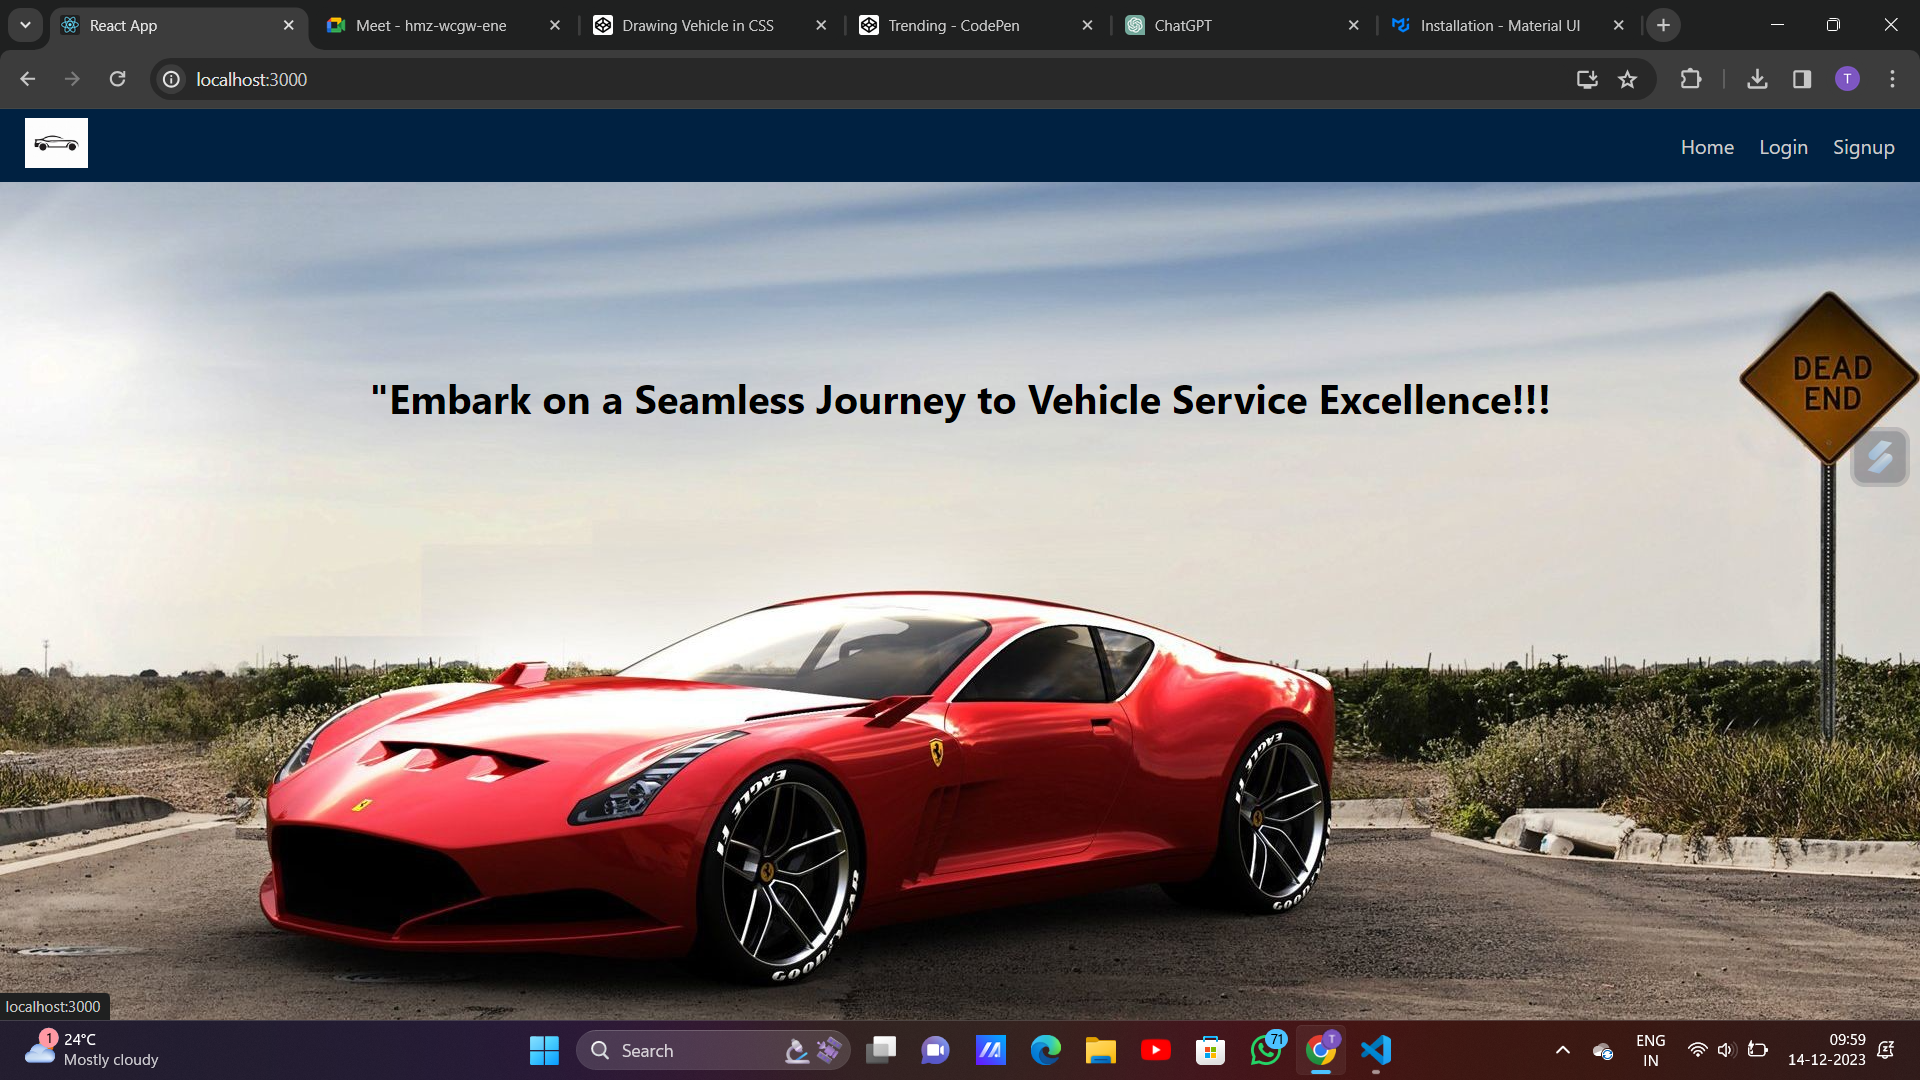 React App
Meet - hmz-wcgw-ene
Drawing Vehicle in CSS
Trending - CodePen
ChatGPT
Installation - Material UI
localhost:3000
T
Home
Login
Signup
DEAD
END
"Embark on a Seamless Journey to Vehicle Service Excellence!!!
EAGLE F1
EAGLE F1
GOODYEAR
localhost:3000
1
24°C
Mostly cloudy
Search
71
T
ENG
IN
09:59
14-12-2023